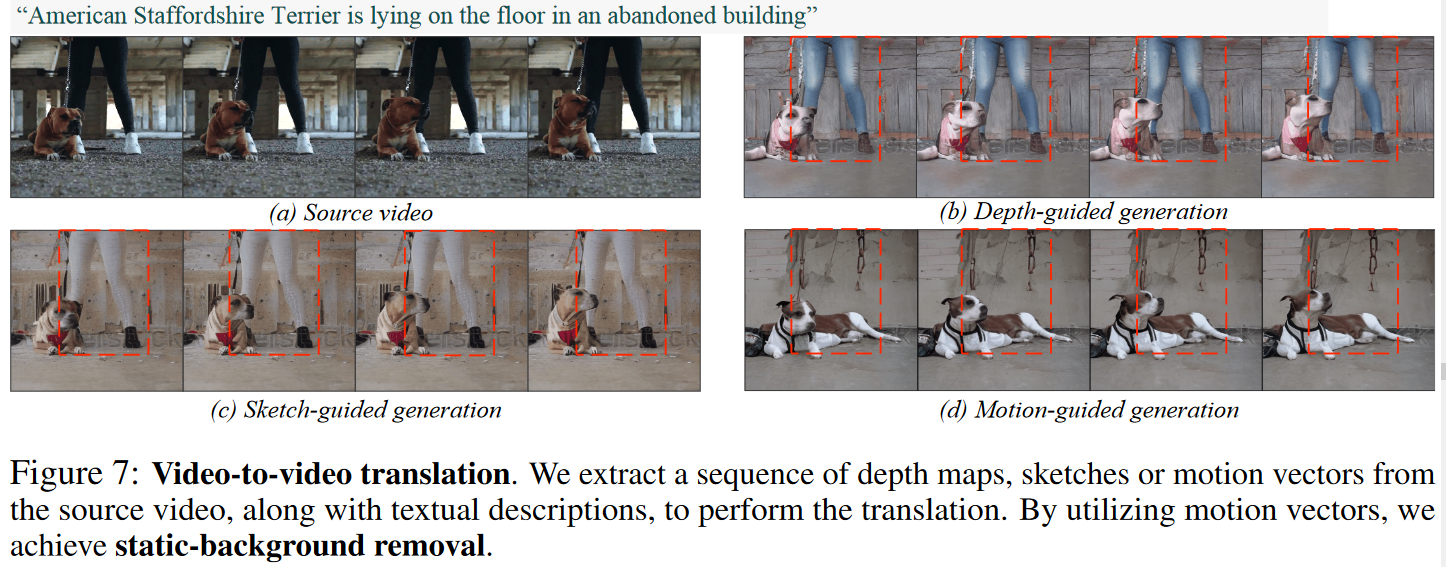 “American Staffordshire Terrier is lying on the floor in an abandoned building”
(a) Source video
(b) Depth-guided generation
(c) Sketch-guided generation
(d) Motion-guided generation
Figure 7: Video-to-video translation. We extract a sequence of depth maps, sketches or motion vectors from
the source video, along with textual descriptions, to perform the translation. By utilizing motion vectors, we
achieve static-background removal.